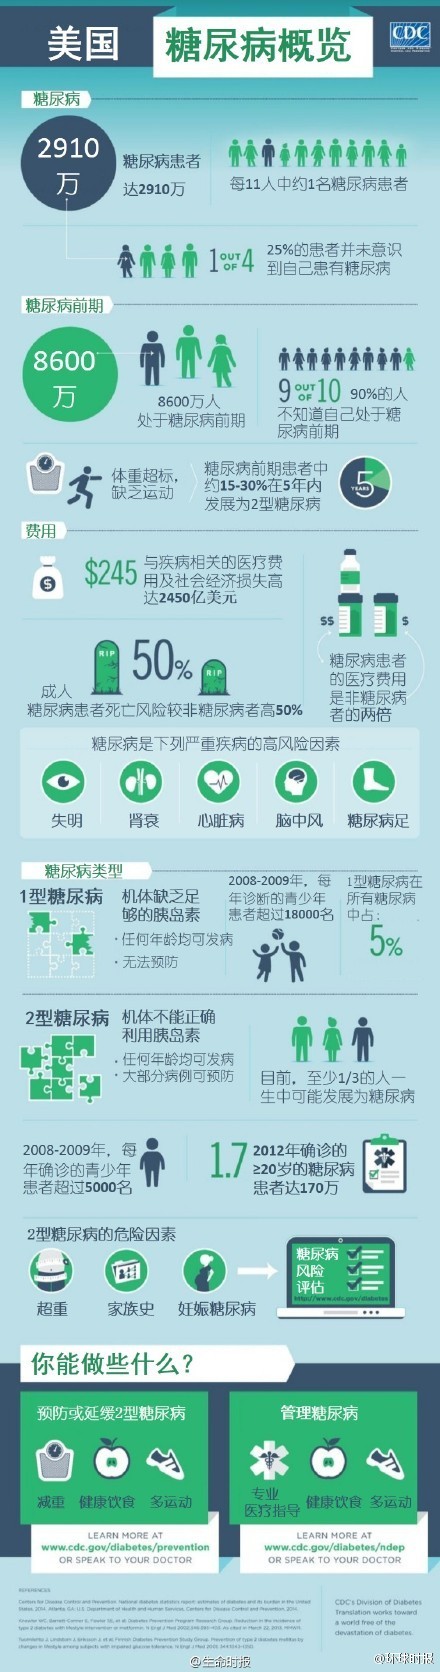 美国 糖尿病概览
CDC
糖尿病
2910
万
糖尿病患者
达2910万
每11人中约1名糖尿病患者
1 OUT OF 4
25%的患者并未意识
到自己患有糖尿病
糖尿病前期
8600
万
8600万人
处于糖尿病前期
9 OUT OF 10 90%的人
不知道自己处于糖
尿病前期
体重超标,
缺乏运动
糖尿病前期患者中
约15-30%在5年内
发展为2型糖尿病
5
YEARS
费用
$
$245
与疾病相关的医疗费
用及社会经济损失高
达2450亿美元
$$ $
糖尿病患者
的医疗费用
是非糖尿病
者的两倍
RIP 50% RIP
成人
糖尿病患者死亡风险较非糖尿病者高50%
糖尿病是下列严重疾病的高风险因素
失明 肾衰 心脏病 脑中风 糖尿病足
糖尿病类型
1型糖尿病
机体缺乏足
够的胰岛素
·任何年龄均可发病
·无法预防
2008-2009年，每
年诊断的青少年
患者超过18000名
1型糖尿病在
所有糖尿病
中占：
5%
2型糖尿病
机体不能正确
利用胰岛素
·任何年龄均可发病
·大部分病例可预防
目前，至少1/3的人一
生中可能发展为糖尿病
2008-2009年，每
年确诊的青少年
患者超过5000名
1.7
2012年确诊的
≥20岁的糖尿病
患者达170万
2型糖尿病的危险因素
超重 家族史 妊娠糖尿病
糖尿病
风险
评估
http://www.cdc.gov/diabetes
你能做些什么？
预防或延缓2型糖尿病
减重 健康饮食 多运动
LEARN MORE AT
www.cdc.gov/diabetes/prevention
OR SPEAK TO YOUR DOCTOR
管理糖尿病
专业
医疗指导
健康饮食 多运动
LEARN MORE AT
www.cdc.gov/diabetes/ndep
OR SPEAK TO YOUR DOCTOR
REFERENCES
CDC's Division of Diabetes
Translation works toward
a world free of the
devastation of diabetes.
@生命时报